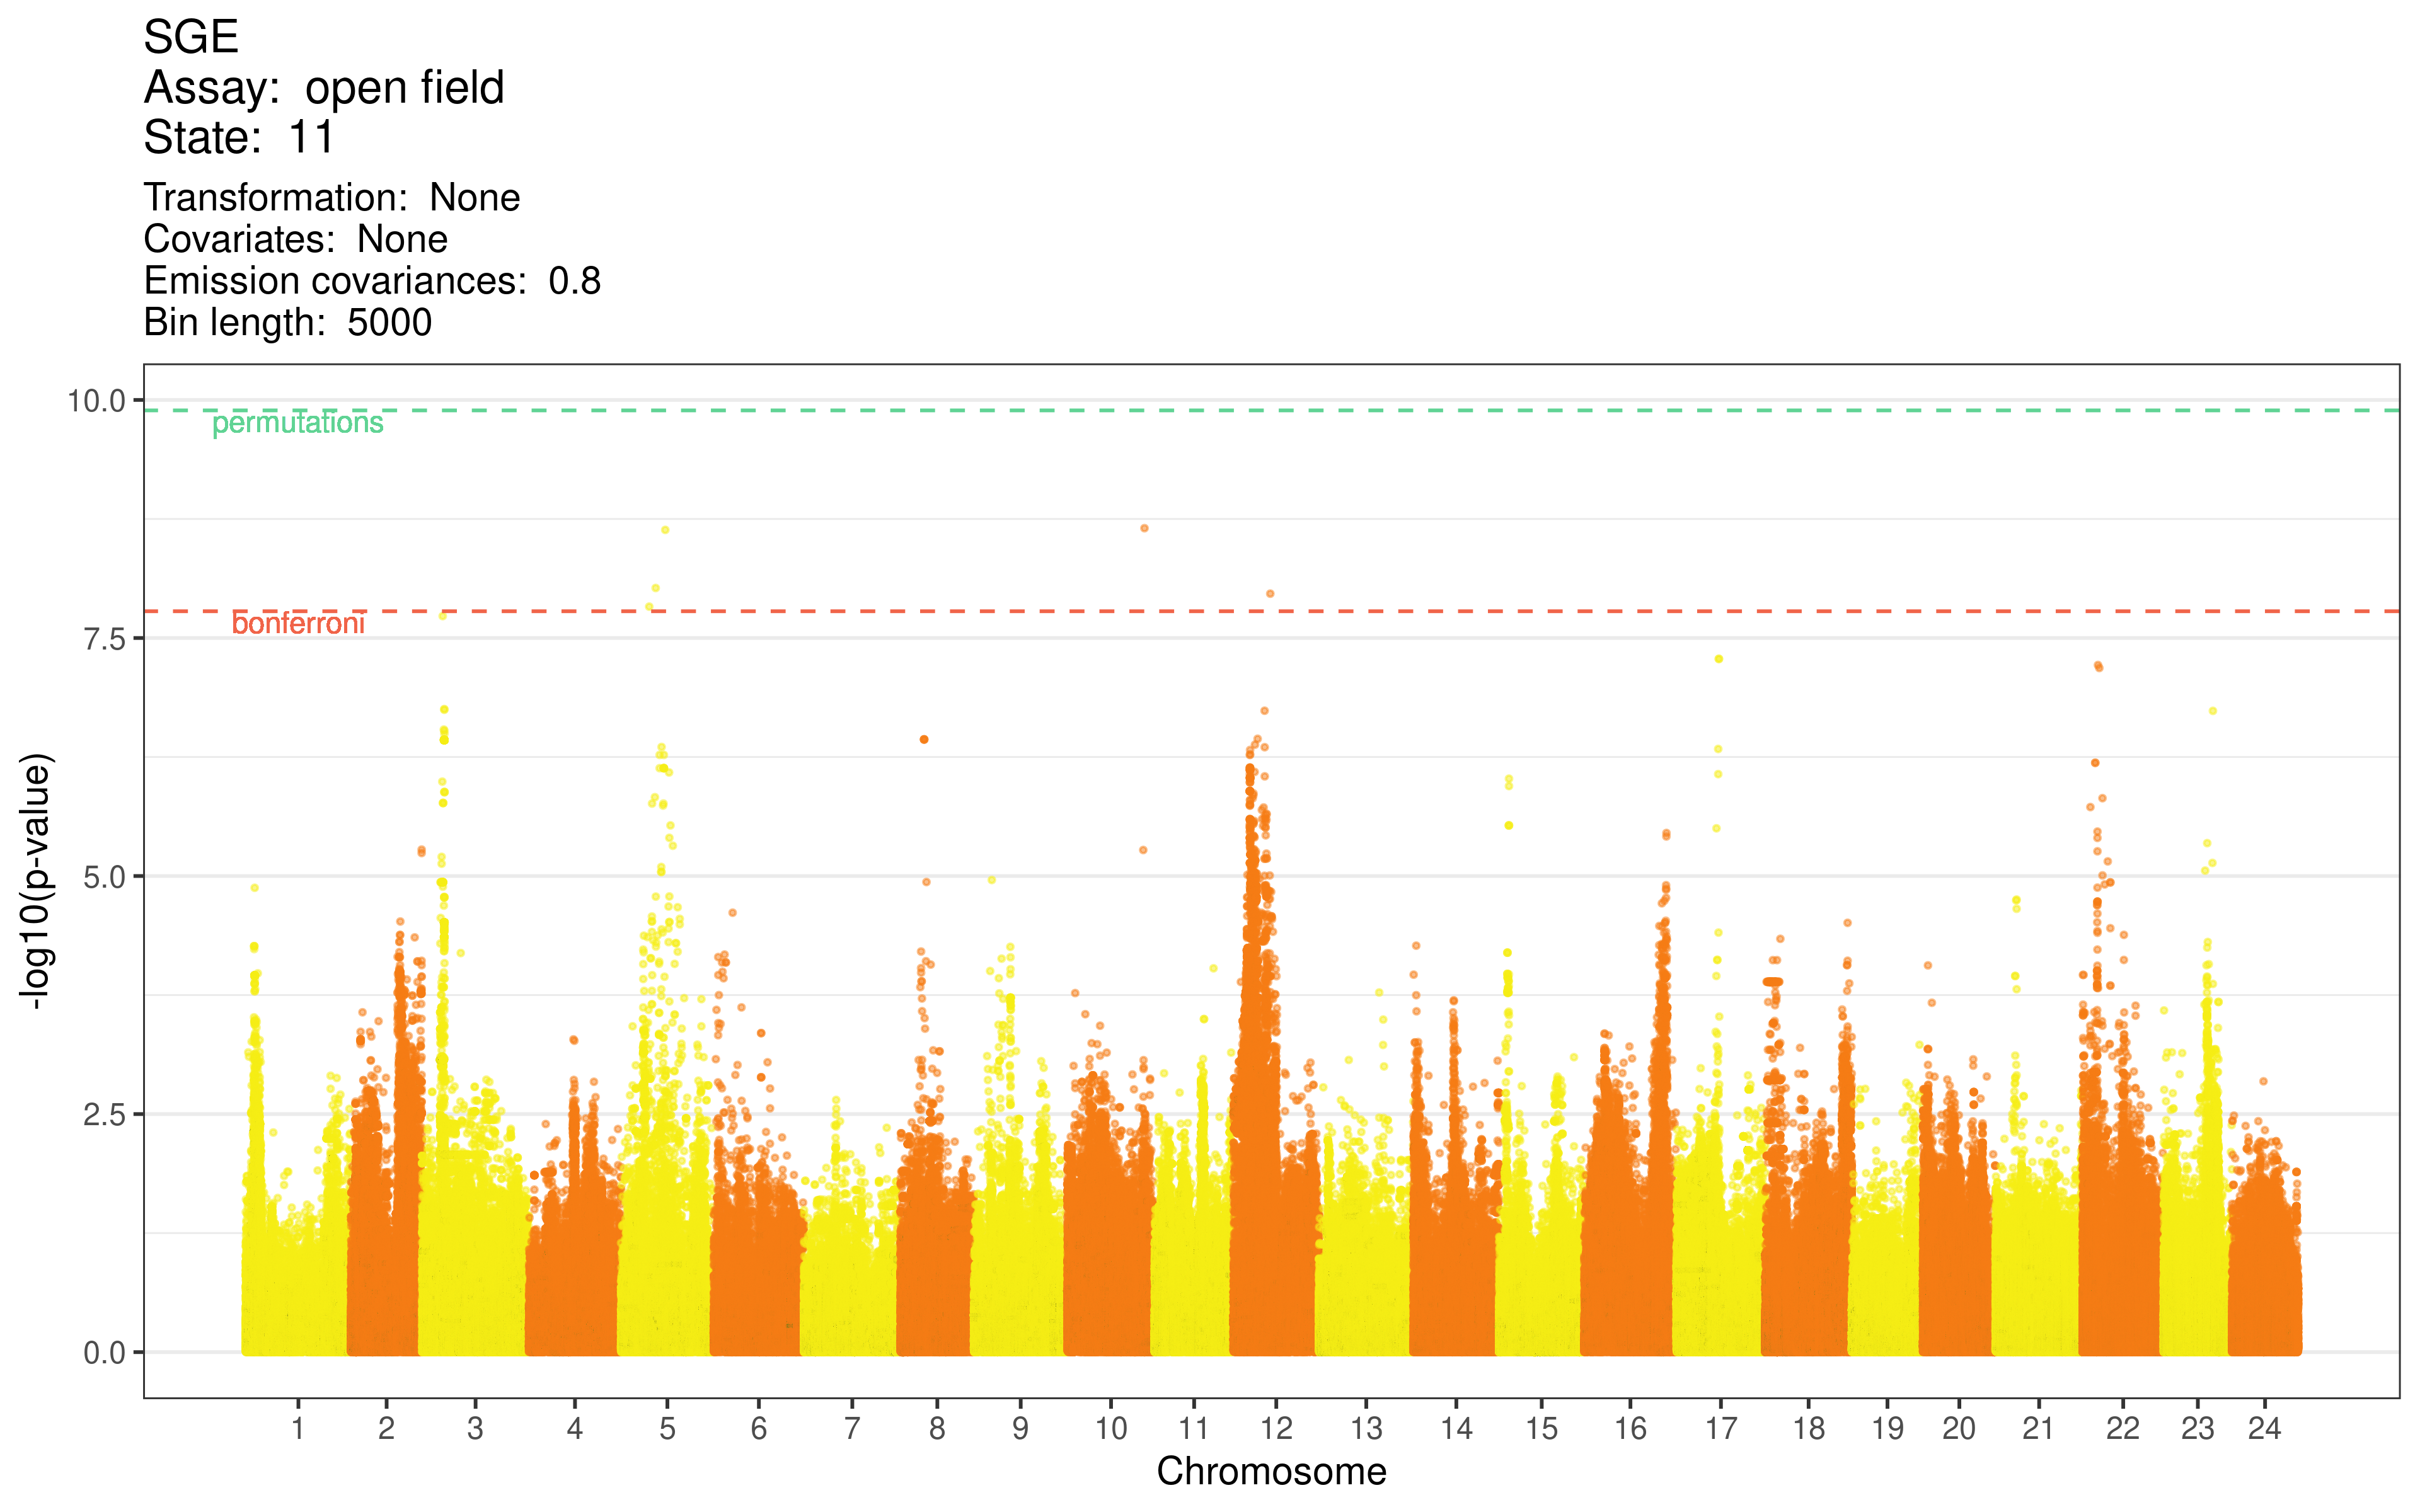 SGE
Assay:  open field
State:  11
Transformation:  None
Covariates:  None
Emission covariances:  0.8
Bin length:  5000
10.0
permutations
bonferroni
7.5
5.0
2.5
0.0
-log10(p-value)
1 2 3 4 5 6 7 8 9 10 11 12 13 14 15 16 17 18 19 20 21 22 23 24
Chromosome